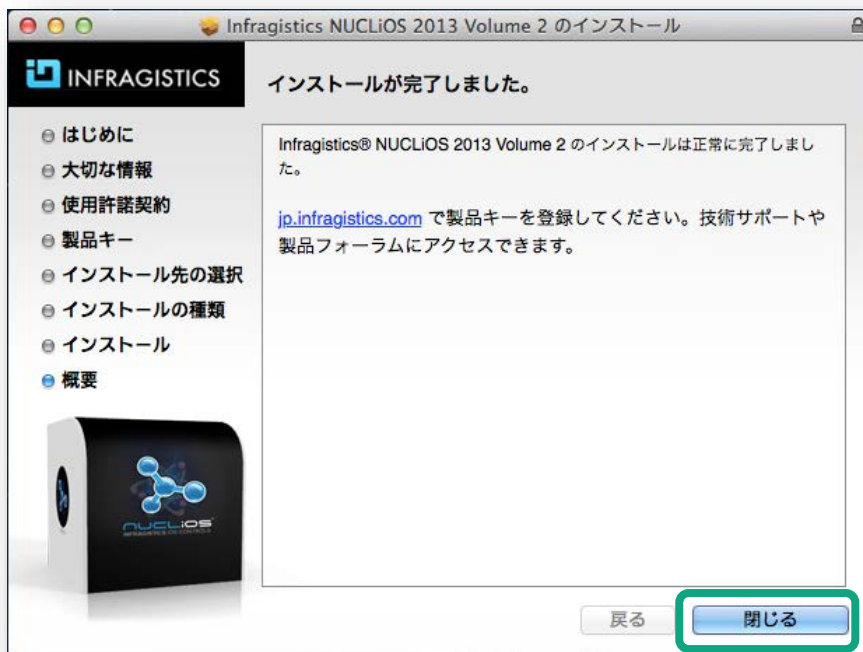 Infragistics NUCLiOS 2013 Volume 2 のインストール
INFRAGISTICS
インストールが完了しました。
はじめに
大切な情報
使用許諾契約
製品キー
インストール先の選択
インストールの種類
インストール
概要
Infragistics® NUCLiOS 2013 Volume 2 のインストールは正常に完了しまし
た。
jp.infragistics.com で製品キーを登録してください。技術サポートや
製品フォーラムにアクセスできます。
NUCLiOS
INFRAGISTICS iOS CONTROLS
戻る
閉じる